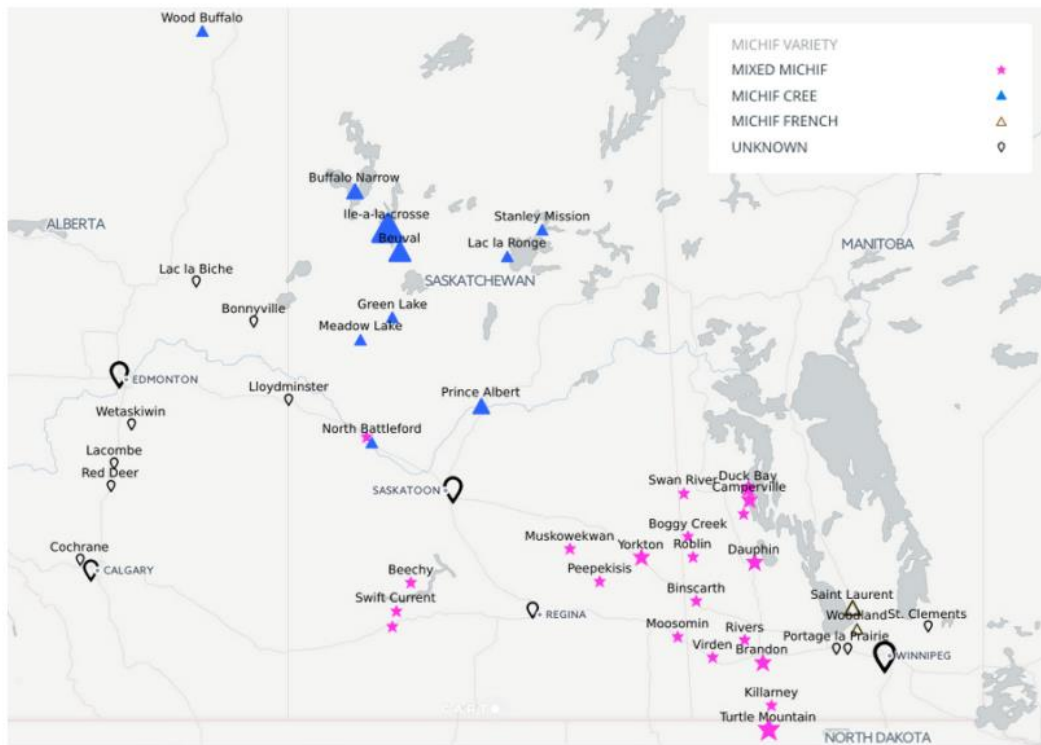 Wood Buffalo
MICHIF VARIETY
MIXED MICHIF
MICHIF CREE
MICHIF FRENCH
UNKNOWN
Buffalo Narrow
Ile-a-la-crosse
Stanley Mission
ALBERTA
Beuval
Lac la Ronge
MANITOBA
Lac la Biche
SASKATCHEWAN
Bonnyville
Green Lake
Meadow Lake
EDMONTON
Lloydminster
Prince Albert
Wetaskiwin
North Battleford
Lacombe
Red Deer
SASKATOON
Swan River
Duck Bay
Camperville
Boggy Creek
Muskowekwan
Yorkton
Roblin
Dauphin
Cochrane
CALGARY
Beechy
Peepekisis
Binscarth
Saint Laurent
Swift Current
REGINA
Woodland
St. Clements
Moosomin
Rivers
Portage la Prairie
Virden
Brandon
WINNIPEG
Killarney
CARTO
Turtle Mountain
NORTH DAKOTA